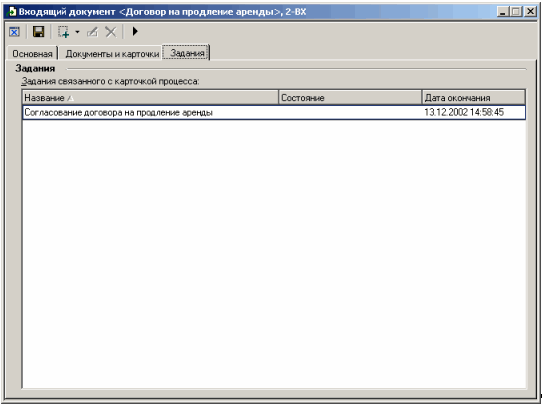 Входящий документ <Договор на продление аренды>, 2-ВХ
Основная Документы и карточки Задания
Задания
Задания связанного с карточкой процесса:
Название Состояние Дата окончания
Согласование договора на продление аренды 13.12.2002 14:58:45